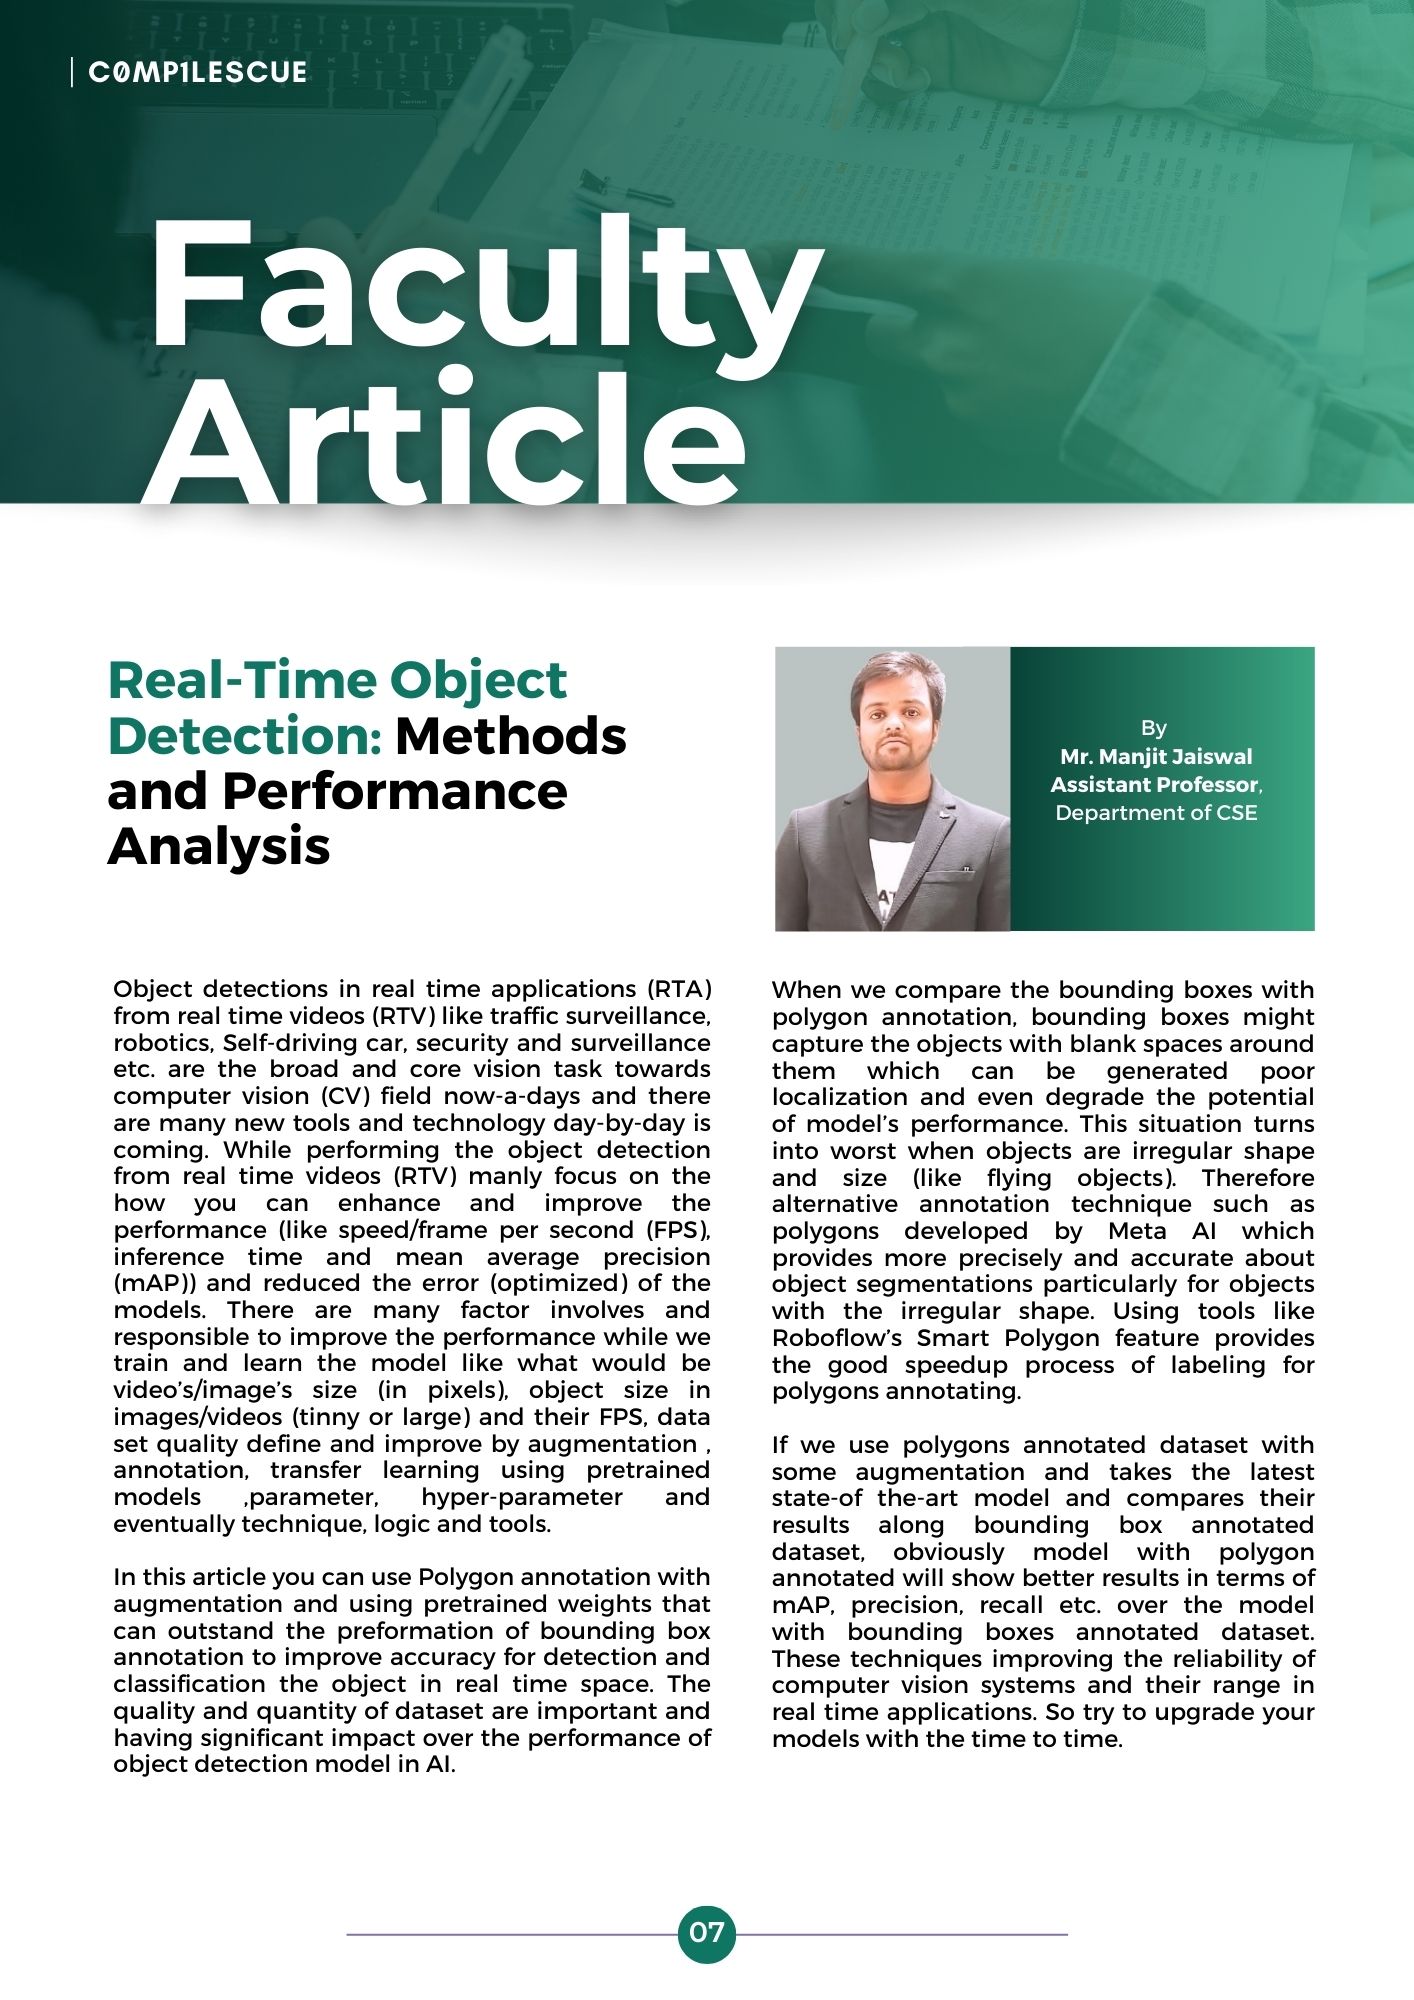 C0MP1LESCUE
Faculty
Article
Real-Time Object
Detection: Methods
and Performance
Analysis
By
Mr. Manjit Jaiswal
Assistant Professor,
Department of CSE
Object detections in real time applications (RTA)
from real time videos (RTV) like traffic surveillance,
robotics, Self-driving car, security and surveillance
etc. are the broad and core vision task towards
computer vision (CV) field now-a-days and there
are many new tools and technology day-by-day is
coming. While performing the object detection
from real time videos (RTV) manly focus on the
how you can enhance and improve the
performance (like speed/frame per second (FPS),
inference time and mean average precision
(mAP)) and reduced the error (optimized) of the
models. There are many factor involves and
responsible to improve the performance while we
train and learn the model like what would be
video's/image's size (in pixels), object size in
images/videos (tinny or large) and their FPS, data
set quality define and improve by augmentation ,
annotation, transfer learning using pretrained
models ,parameter, hyper-parameter and
eventually technique, logic and tools.
In this article you can use Polygon annotation with
augmentation and using pretrained weights that
can outstand the preformation of bounding box
annotation to improve accuracy for detection and
classification the object in real time space. The
quality and quantity of dataset are important and
having significant impact over the performance of
object detection model in AI.
When we compare the bounding boxes with
polygon annotation, bounding boxes might
capture the objects with blank spaces around
them which can be generated poor
localization and even degrade the potential
of model's performance. This situation turns
into worst when objects are irregular shape
and size (like flying objects). Therefore
alternative annotation technique such as
polygons developed by Meta AI which
provides more precisely and accurate about
object segmentations particularly for objects
with the irregular shape. Using tools like
Roboflow's Smart Polygon feature provides
the good speedup process of labeling for
polygons annotating.
If we use polygons annotated dataset with
some augmentation and takes the latest
state-of the-art model and compares their
results along bounding box annotated
dataset, obviously model with polygon
annotated will show better results in terms of
mAP, precision, recall etc. over the model
with bounding boxes annotated dataset.
These techniques improving the reliability of
computer vision systems and their range in
real time applications. So try to upgrade your
models with the time to time.
07